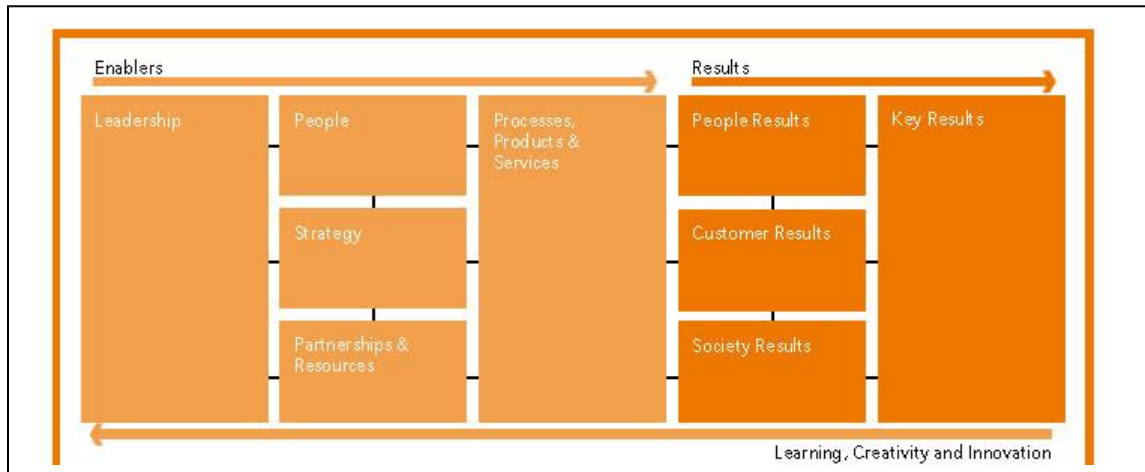 Enablers
Results
Leadership
People
Processes,
Products &
Services
People Results
Key Results
Strategy
Customer Results
Partnerships &
Resources
Society Results
Learning, Creativity and Innovation